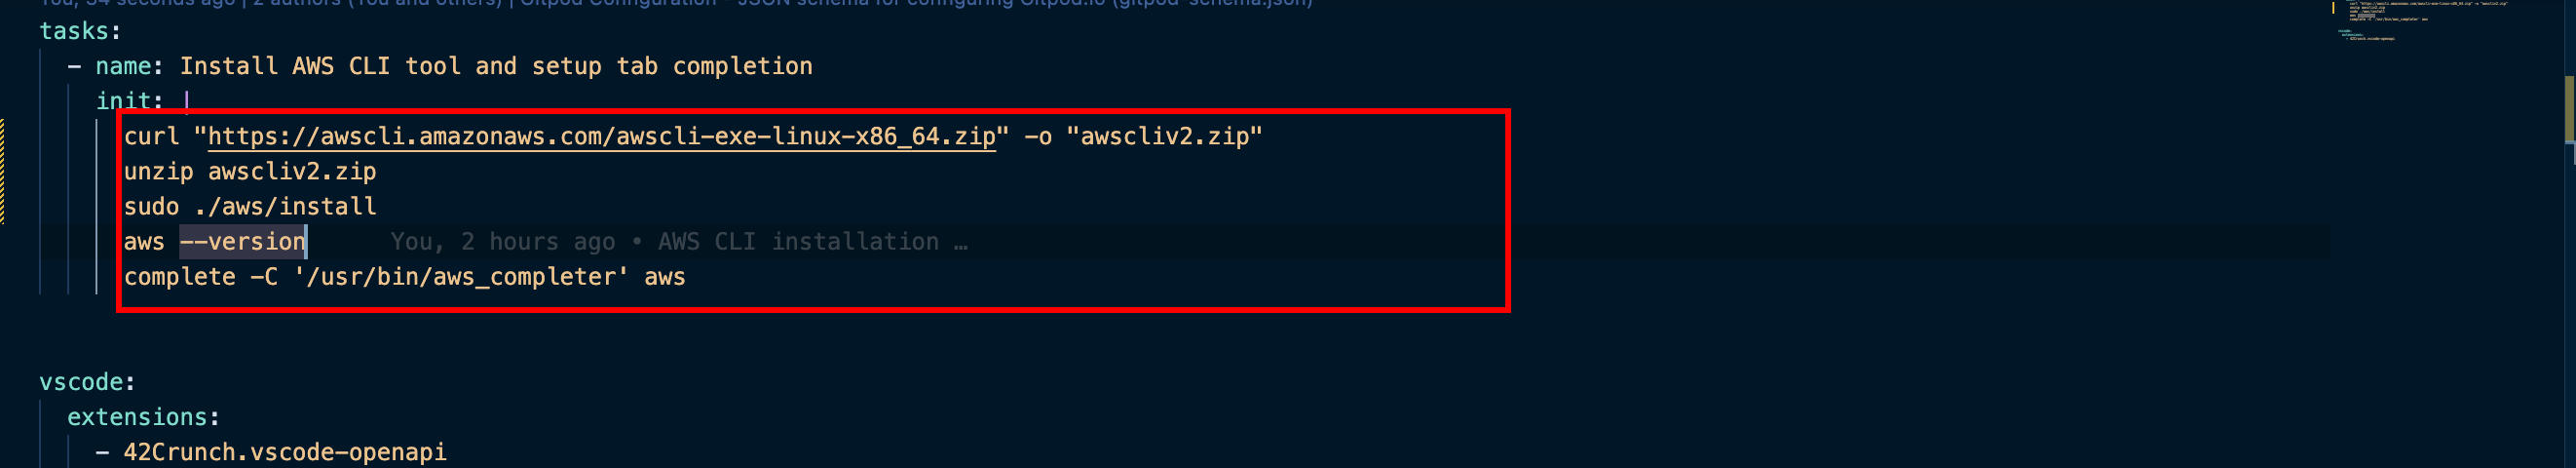 You, 34 seconds ago | 2 authors (You and others) | Gitpod Configuration - JSON schema for configuring Gitpod.io (gitpod-schema.json)
tasks:
- name: Install AWS CLI tool and setup tab completion
init: |
curl "https://awscli.amazonaws.com/awscli-exe-linux-x86_64.zip" -o "awscliv2.zip"
unzip awscliv2.zip
sudo ./aws/install
aws --version You, 2 hours ago • AWS CLI installation …
complete -C '/usr/bin/aws_completer' aws
vscode:
extensions:
- 42Crunch.vscode-openapi